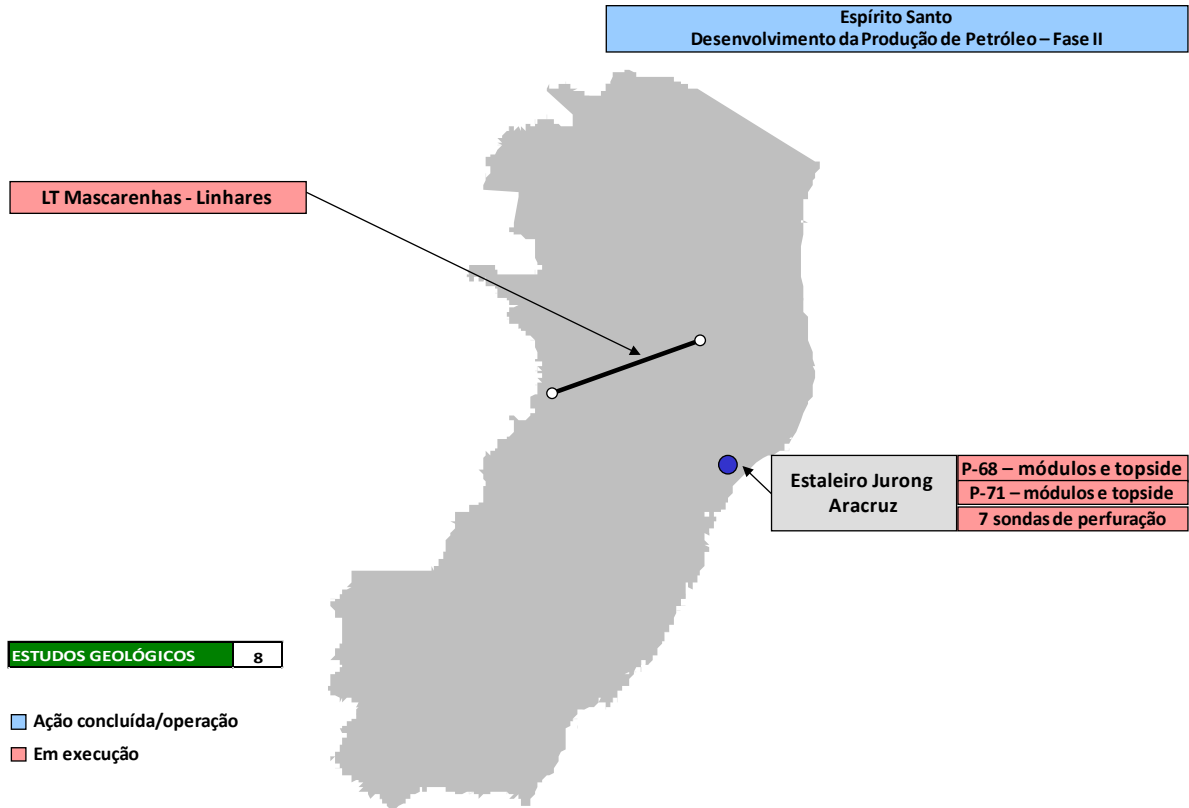 Espírito Santo
Desenvolvimento da Produção de Petróleo – Fase II
LT Mascarenhas - Linhares
Estaleiro Jurong
Aracruz
P-68 – módulos e topside
P-71 – módulos e topside
7 sondas de perfuração
ESTUDOS GEOLÓGICOS 8
Ação concluída/operação
Em execução